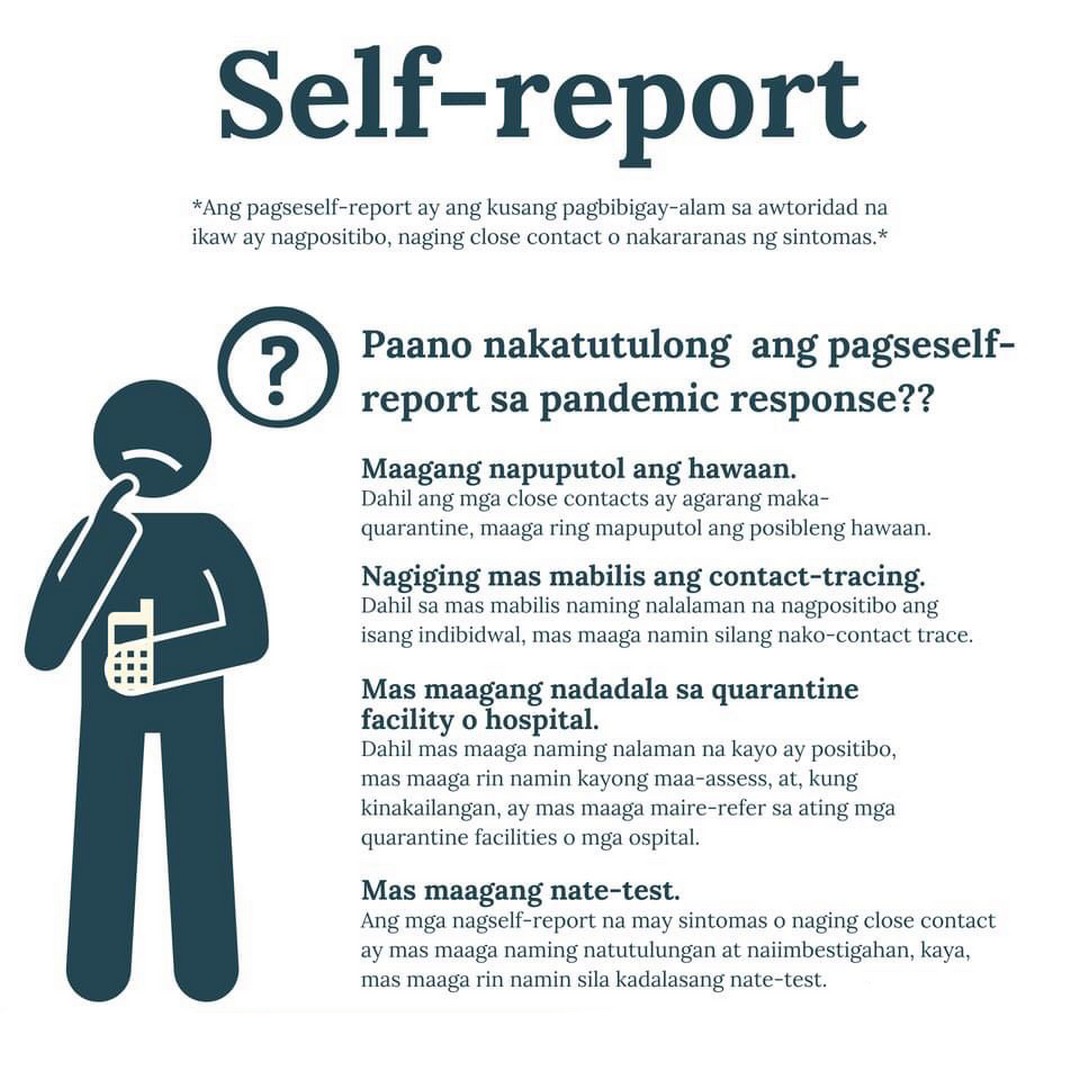 Self-report
*Ang pagseself-report ay ang kusang pagbibigay-alam sa awtoridad na
ikaw ay nagpositibo, naging close contact o nakararanas ng sintomas.*
?
Paano nakatutulong ang pagseself-
report sa pandemic response??
Maagang napuputol ang hawaan.
Dahil ang mga close contacts ay agarang maka-
quarantine, maaga ring mapuputol ang posibleng hawaan.
Nagiging mas mabilis ang contact-tracing.
Dahil sa mas mabilis naming nalalaman na nagpositibo ang
isang indibidwal, mas maaga namin silang nako-contact trace.
Mas maagang nadadala sa quarantine
facility o hospital.
Dahil mas maaga naming nalaman na kayo ay positibo,
mas maaga rin namin kayong maa-assess, at, kung
kinakailangan, ay mas maaga maire-refer sa ating mga
quarantine facilities o mga ospital.
Mas maagang nate-test.
Ang mga nagself-report na may sintomas o naging close contact
ay mas maaga naming natutulungan at naiimbestigahan, kaya,
mas maaga rin namin sila kadalasang nate-test.